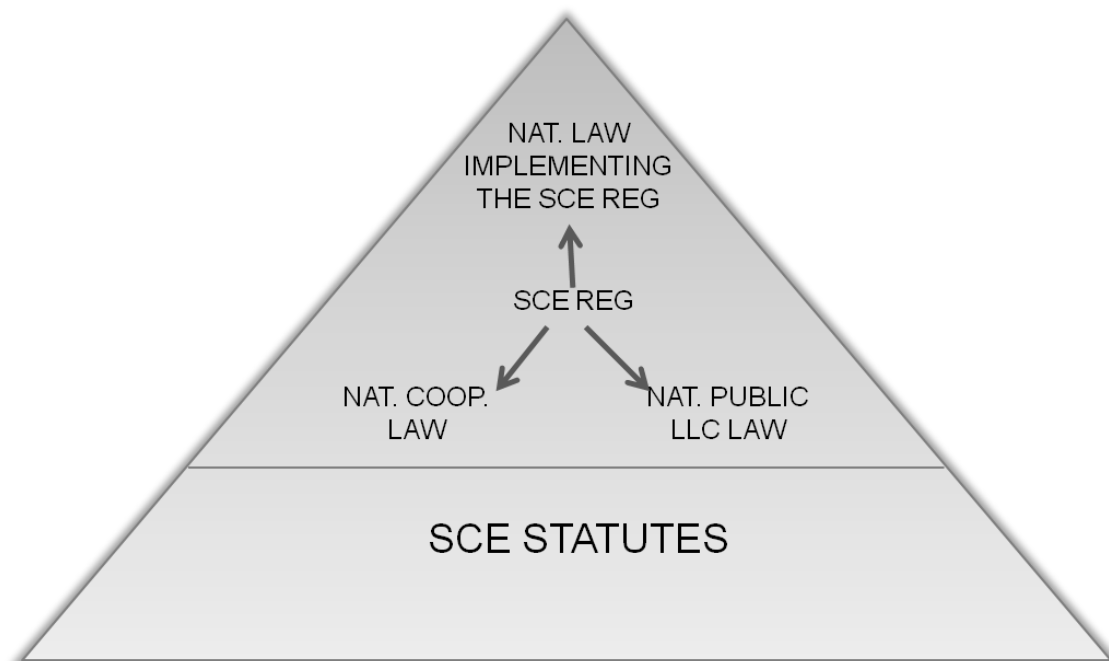 NAT. LAW
IMPLEMENTING
THE SCE REG
SCE REG
NAT. COOP.
LAW
NAT. PUBLIC
LLC LAW
SCE STATUTES